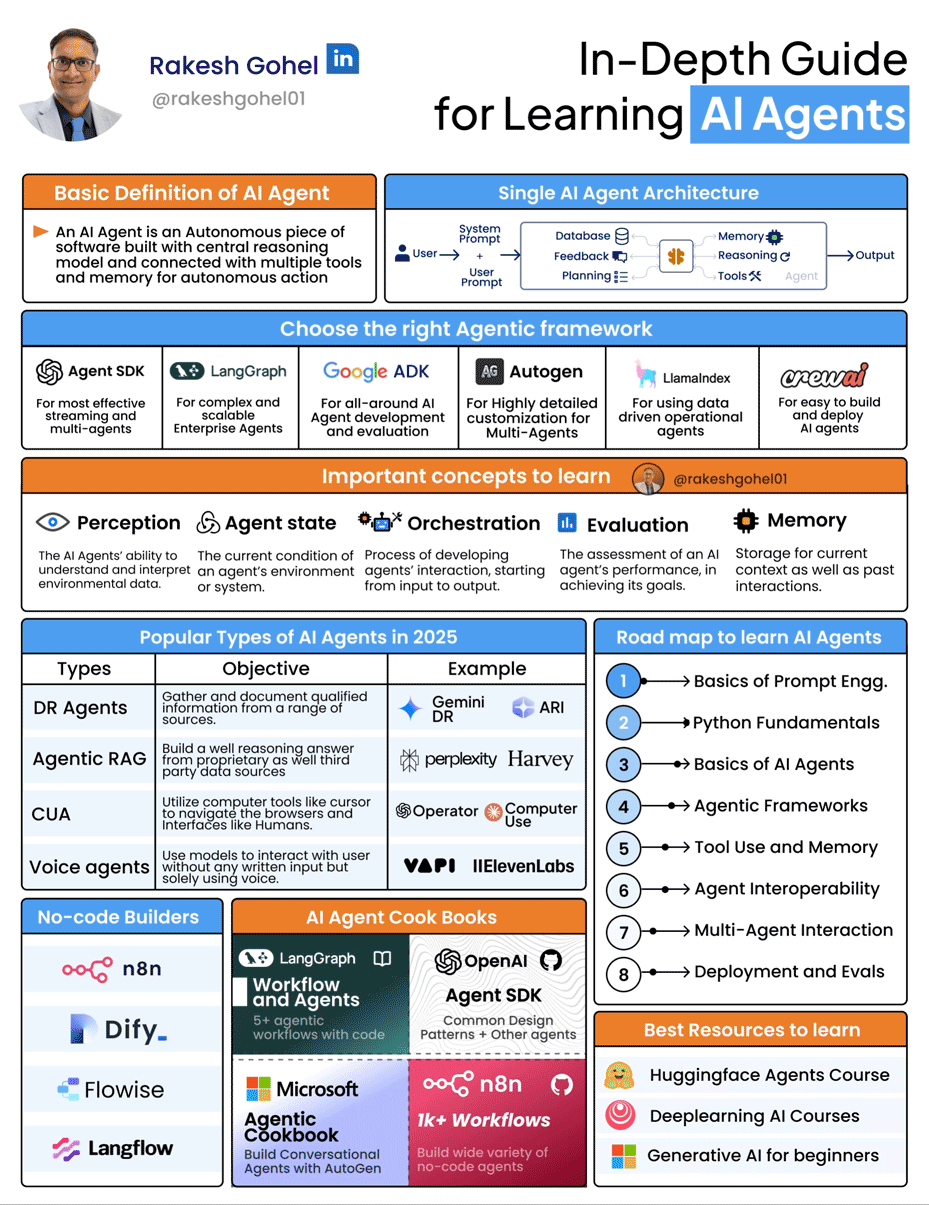 Rakesh Gohel in
@rakeshgohel01
In-Depth Guide
for Learning AI Agents
Basic Definition of AI Agent
An AI Agent is an Autonomous piece of
software built with central reasoning
model and connected with multiple tools
and memory for autonomous action
Single AI Agent Architecture
User
System
Prompt
+
User
Prompt
Database
Feedback
Planning
Memory
Reasoning
Tools
Agent
Output
Choose the right Agentic framework
Agent SDK
For most effective
streaming and
multi-agents
LangGraph
For complex and
scalable
Enterprise Agents
Google ADK
For all-around AI
Agent development
and evaluation
AG Autogen
For Highly detailed
customization for
Multi-Agents
LlamaIndex
For using data
driven operational
agents
crewai
For easy to build
and deploy
AI agents
Important concepts to learn
@rakeshgohel01
Perception
The AI Agents' ability to
understand and interpret
environmental data.
Agent state
The current condition of
an agent's environment
or system.
Orchestration
Process of developing
agents' interaction, starting
from input to output.
Evaluation
The assessment of an AI
agent's performance, in
achieving its goals.
Memory
Storage for current
context as well as past
interactions.
Popular Types of AI Agents in 2025
Types
Objective
Example
DR Agents
Gather and document qualified
information from a range of
sources.
Gemini
DR
ARI
Agentic RAG
Build a well reasoning answer
from proprietary as well third
party data sources
perplexity
Harvey
CUA
Utilize computer tools like cursor
to navigate the browsers and
Interfaces like Humans.
Operator
Computer
Use
Voice agents
Use models to interact with user
without any written input but
solely using voice.
VAPI
IIElevenLabs
Road map to learn AI Agents
1 Basics of Prompt Engg.
2 Python Fundamentals
3 Basics of AI Agents
4 Agentic Frameworks
5 Tool Use and Memory
6 Agent Interoperability
7 Multi-Agent Interaction
8 Deployment and Evals
No-code Builders
n8n
Dify_
Flowise
Langflow
AI Agent Cook Books
LangGraph
Workflow
and Agents
5+ agentic
workflows with code
OpenAI
Agent SDK
Common Design
Patterns + Other agents
Microsoft
Agentic
Cookbook
Build Conversational
Agents with AutoGen
n8n
1k+ Workflows
Build wide variety of
no-code agents
Best Resources to learn
Huggingface Agents Course
Deeplearning AI Courses
Generative AI for beginners